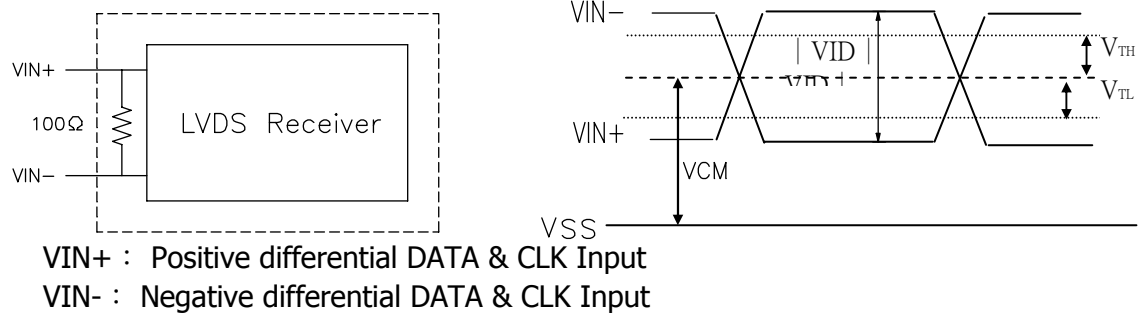 VIN+
100Ω
VIN−
LVDS Receiver
VIN-
VIN+
| VID |
VTH
VTL
VCM
VSS
VIN+ : Positive differential DATA & CLK Input
VIN- : Negative differential DATA & CLK Input